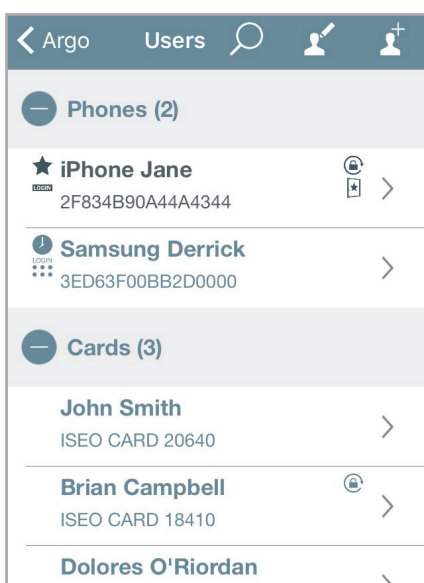 Argo Users
Phones (2)
iPhone Jane
LOGIN
2F834B90A44A4344
Samsung Derrick
LOGIN
3ED63F00BB2D0000
Cards (3)
John Smith
ISEO CARD 20640
Brian Campbell
ISEO CARD 18410
Dolores O'Riordan